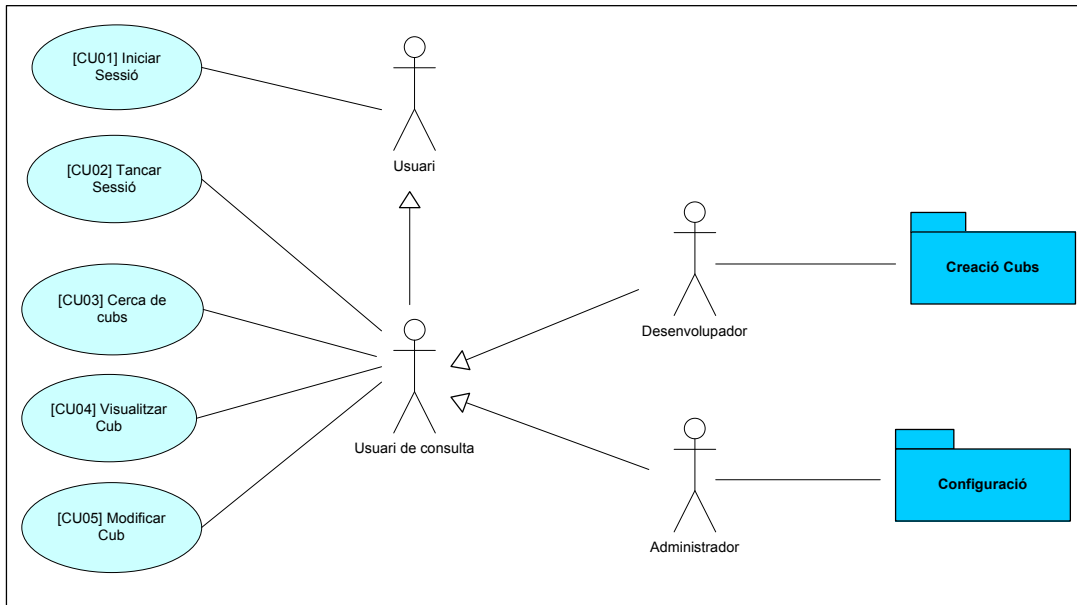 [CU01] Iniciar
Sessió
Usuari
[CU02] Tancar
Sessió
[CU03] Cerca de
cubs
[CU04] Visualitzar
Cub
[CU05] Modificar
Cub
Usuari de consulta
Desenvolupador
Creació Cubs
Administrador
Configuració